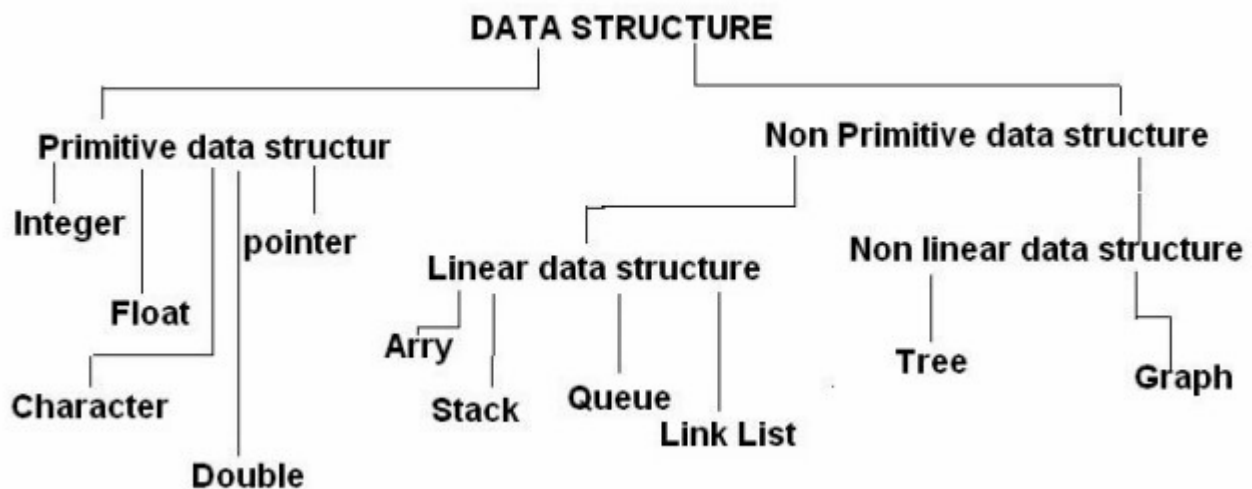 DATA STRUCTURE
Primitive data structur
Non Primitive data structure
Integer
pointer
Float
Character
Double
Linear data structure
Arry
Stack
Queue
Link List
Non linear data structure
Tree
Graph